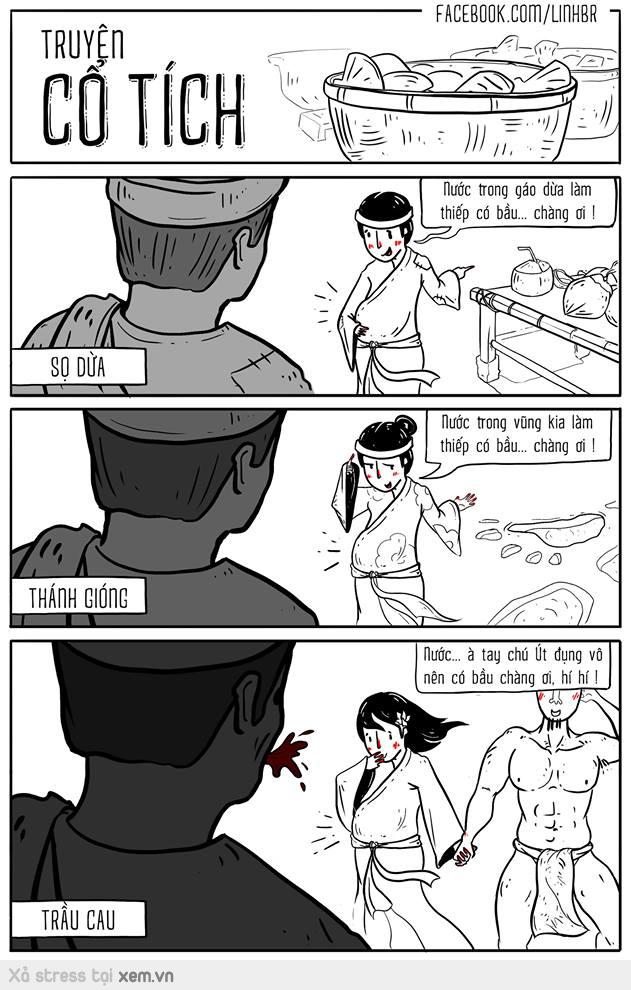 FACEBOOK.COM/LINHBR
TRUYỆN
CỔ TÍCH
Nước trong gáo dừa làm
thiếp có bầu... chàng ơi !
SỌ DỪA
Nước trong vũng kia làm
thiếp có bầu... chàng ơi !
THÁNH GIÓNG
Nước... à tay chú Út đụng vô
nên có bầu chàng ơi, hí hí !
TRẦU CAU
Xả stress tại xem.vn